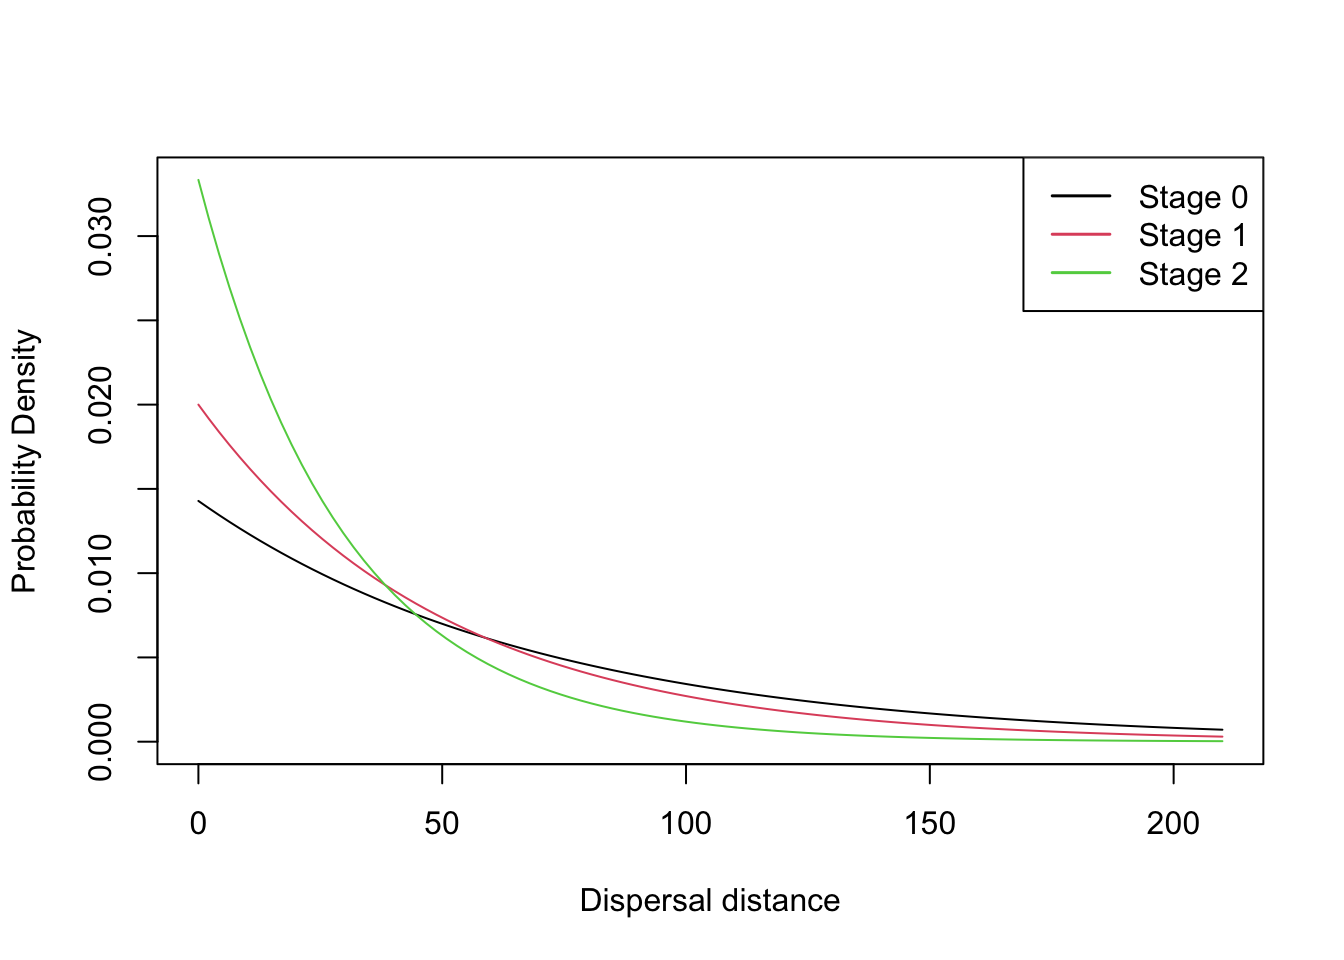 Stage 0
Stage 1
Stage 2
Probability Density
0.030
0.020
0.010
0.000
0 50 100 150 200
Dispersal distance